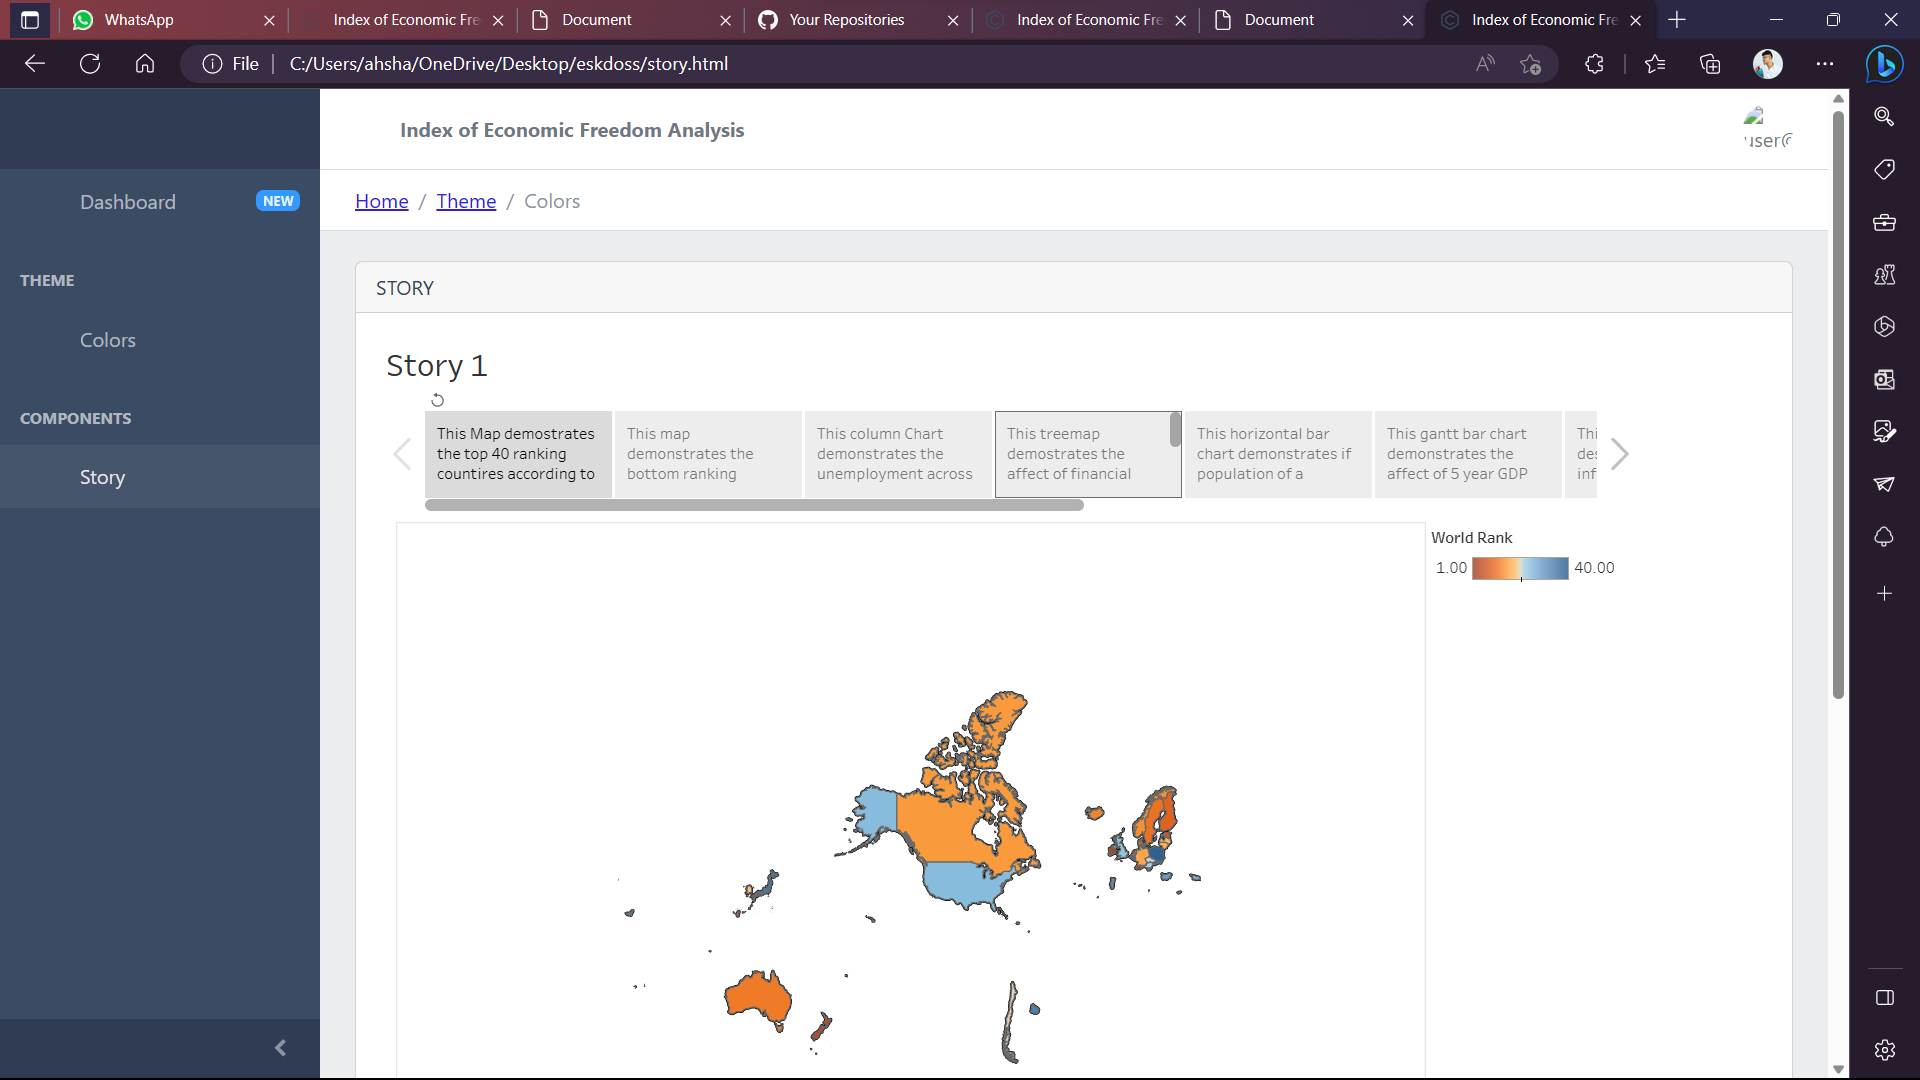 WhatsApp
Index of Economic Fre
Document
Your Repositories
Index of Economic Fre
Document
Index of Economic Fre
File
C:/Users/ahsha/OneDrive/Desktop/eskdoss/story.html
Index of Economic Freedom Analysis
user@
Dashboard
NEW
Home / Theme / Colors
THEME
STORY
Colors
Story 1
COMPONENTS
Story
This Map demostrates
the top 40 ranking
countires according to
This map
demonstrates the
bottom ranking
This column Chart
demonstrates the
unemployment across
This treemap
demostrates the
affect of financial
This horizontal bar
chart demonstrates if
population of a
This gantt bar chart
demonstrates the
affect of 5 year GDP
Thi
des
inf
World Rank
1.00
40.00